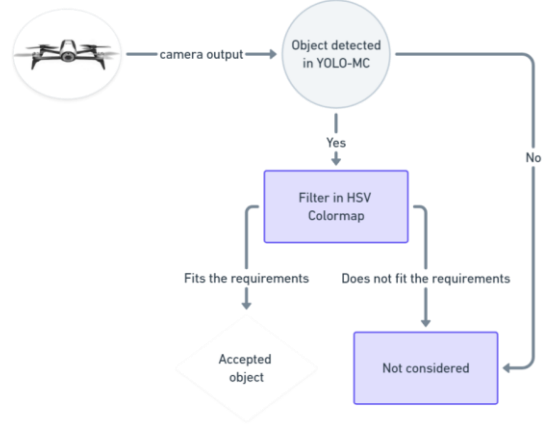 camera output
Object detected
in YOLO-MC
Yes
No
Filter in HSV
Colormap
Fits the requirements
Does not fit the requirements
Accepted
object
Not considered